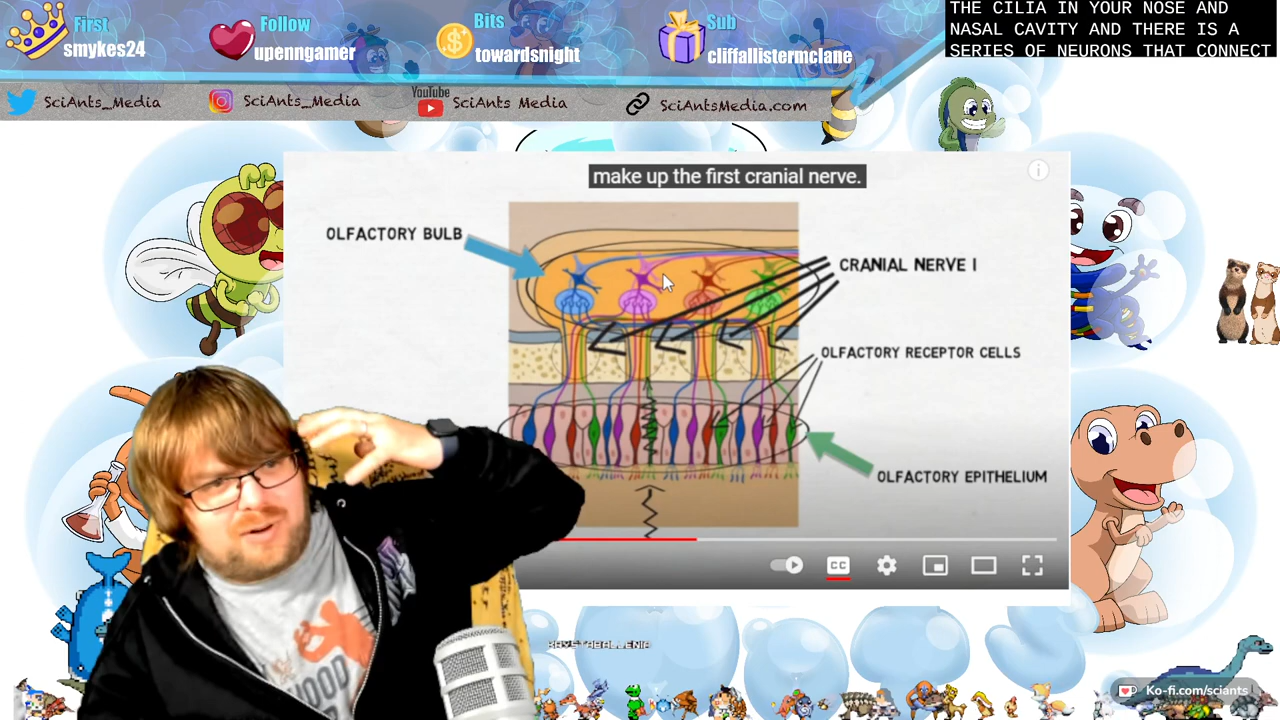 First
smykes24
Follow
upenngamer
Bits
towardsnight
Sub
cliffallistermclane
THE CILIA IN YOUR NOSE AND
NASAL CAVITY AND THERE IS A
SERIES OF NEURONS THAT CONNECT
SciAnts_Media
SciAnts_Media
YouTube
SciAnts Media
SciAntsMedia.com
make up the first cranial nerve.
OLFACTORY BULB
CRANIAL NERVE I
OLFACTORY RECEPTOR CELLS
OLFACTORY EPITHELIUM
CC
Ko-fi.com/sciants